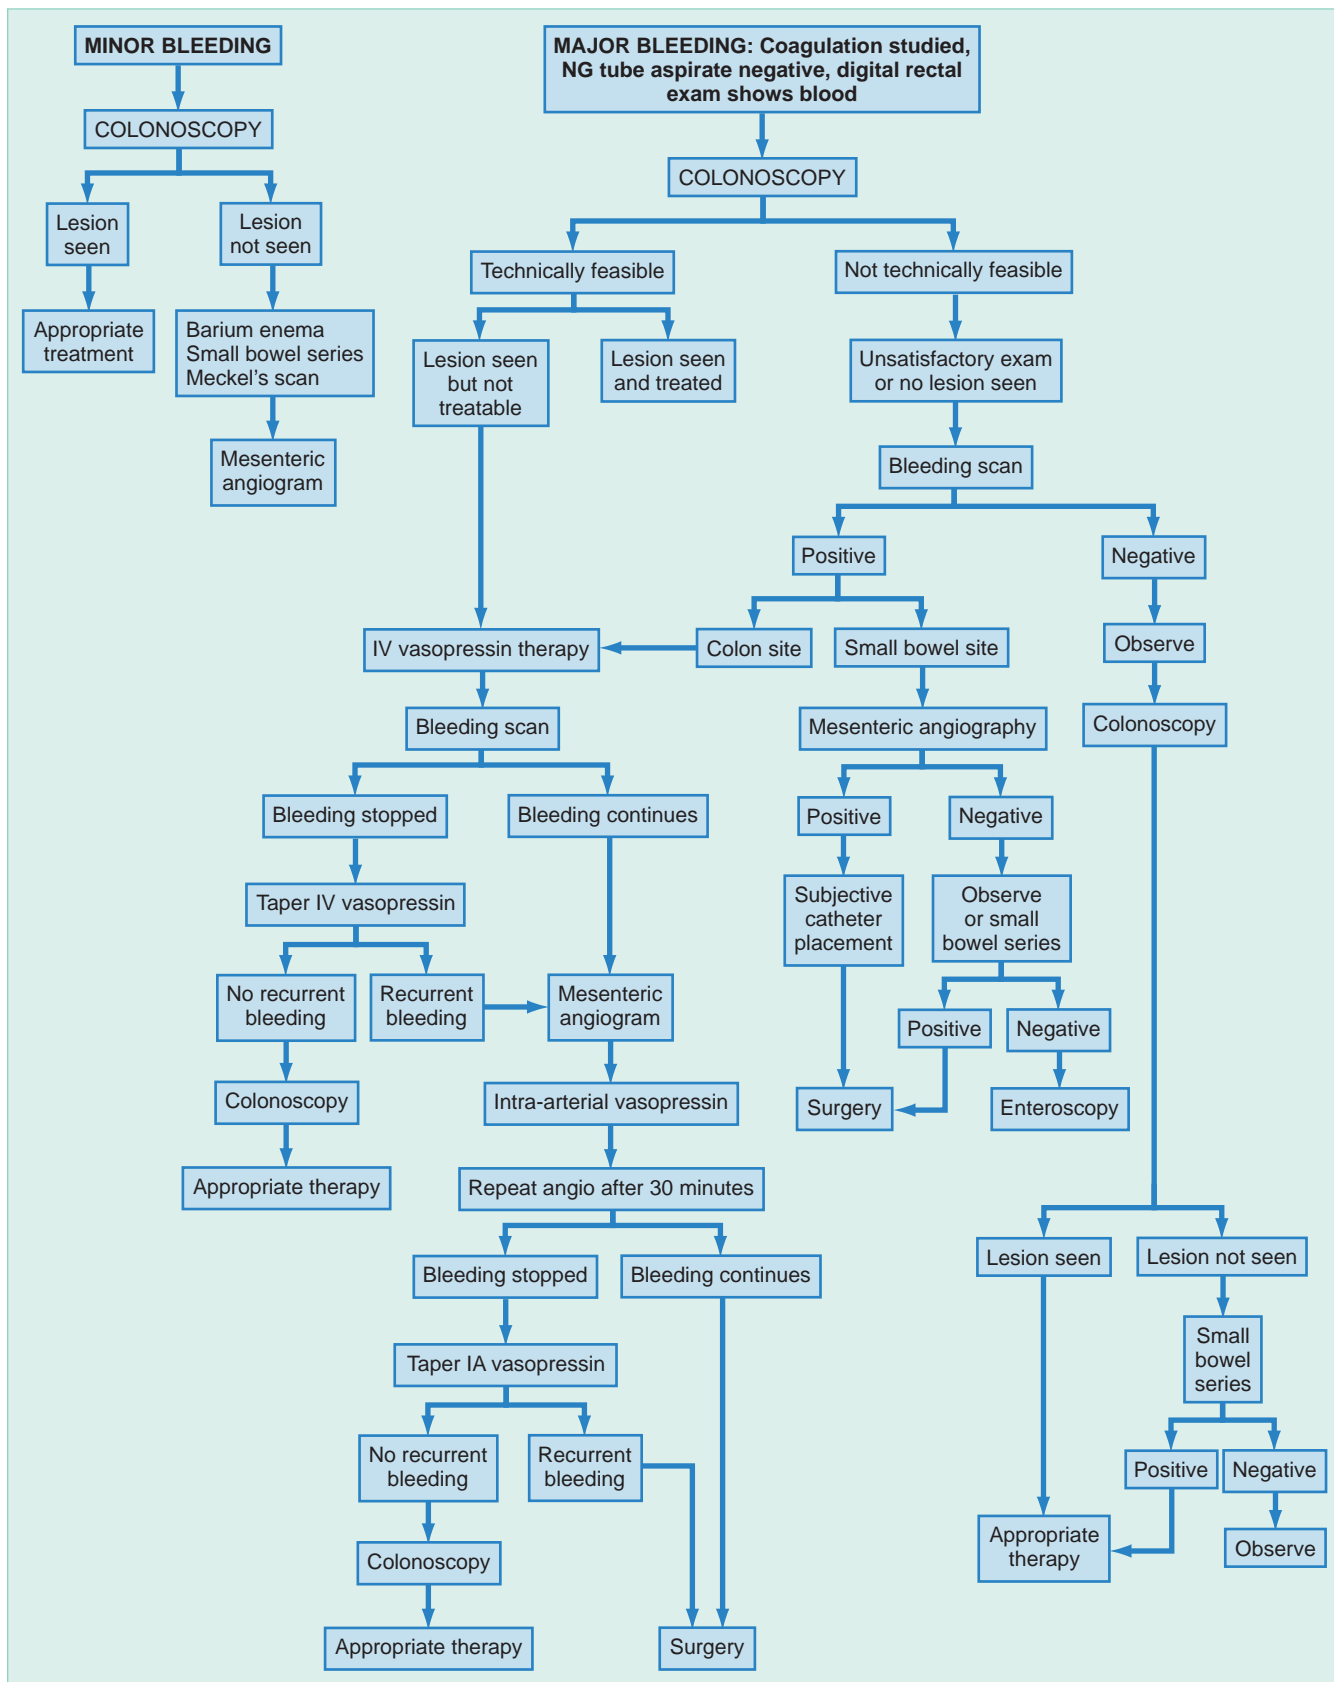 MINOR BLEEDING
COLONOSCOPY
Lesion
seen
Lesion
not seen
Appropriate
treatment
Barium enema
Small bowel series
Meckel's scan
Mesenteric
angiogram
MAJOR BLEEDING: Coagulation studied,
NG tube aspirate negative, digital rectal
exam shows blood
COLONOSCOPY
Technically feasible
Not technically feasible
Lesion seen
but not
treatable
Lesion seen
and treated
Unsatisfactory exam
or no lesion seen
Bleeding scan
Positive
Negative
IV vasopressin therapy
Colon site
Small bowel site
Observe
Bleeding scan
Mesenteric angiography
Colonoscopy
Bleeding stopped
Bleeding continues
Positive
Negative
Taper IV vasopressin
Subjective
catheter
placement
Observe
or small
bowel series
No recurrent
bleeding
Recurrent
bleeding
Mesenteric
angiogram
Positive
Negative
Colonoscopy
Intra-arterial vasopressin
Surgery
Enteroscopy
Appropriate therapy
Repeat angio after 30 minutes
Bleeding stopped
Bleeding continues
Lesion seen
Lesion not seen
Taper IA vasopressin
Small
bowel
series
No recurrent
bleeding
Recurrent
bleeding
Positive
Negative
Colonoscopy
Appropriate
therapy
Observe
Appropriate therapy
Surgery